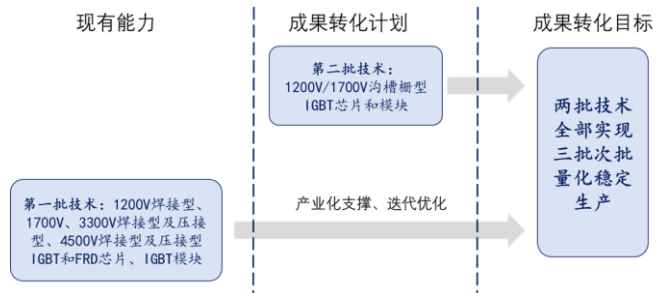 现有能力
成果转化计划
成果转化目标
第二批技术：
1200V/1700V沟槽栅型
IGBT芯片和模块
两批技术
全部实现
三批次批
量化稳定
生产
第一批技术：1200V焊接型、
1700V、3300V焊接型及压接
型、4500V焊接型及压接型
IGBT和FRD芯片、IGBT模块
产业化支撑、迭代优化